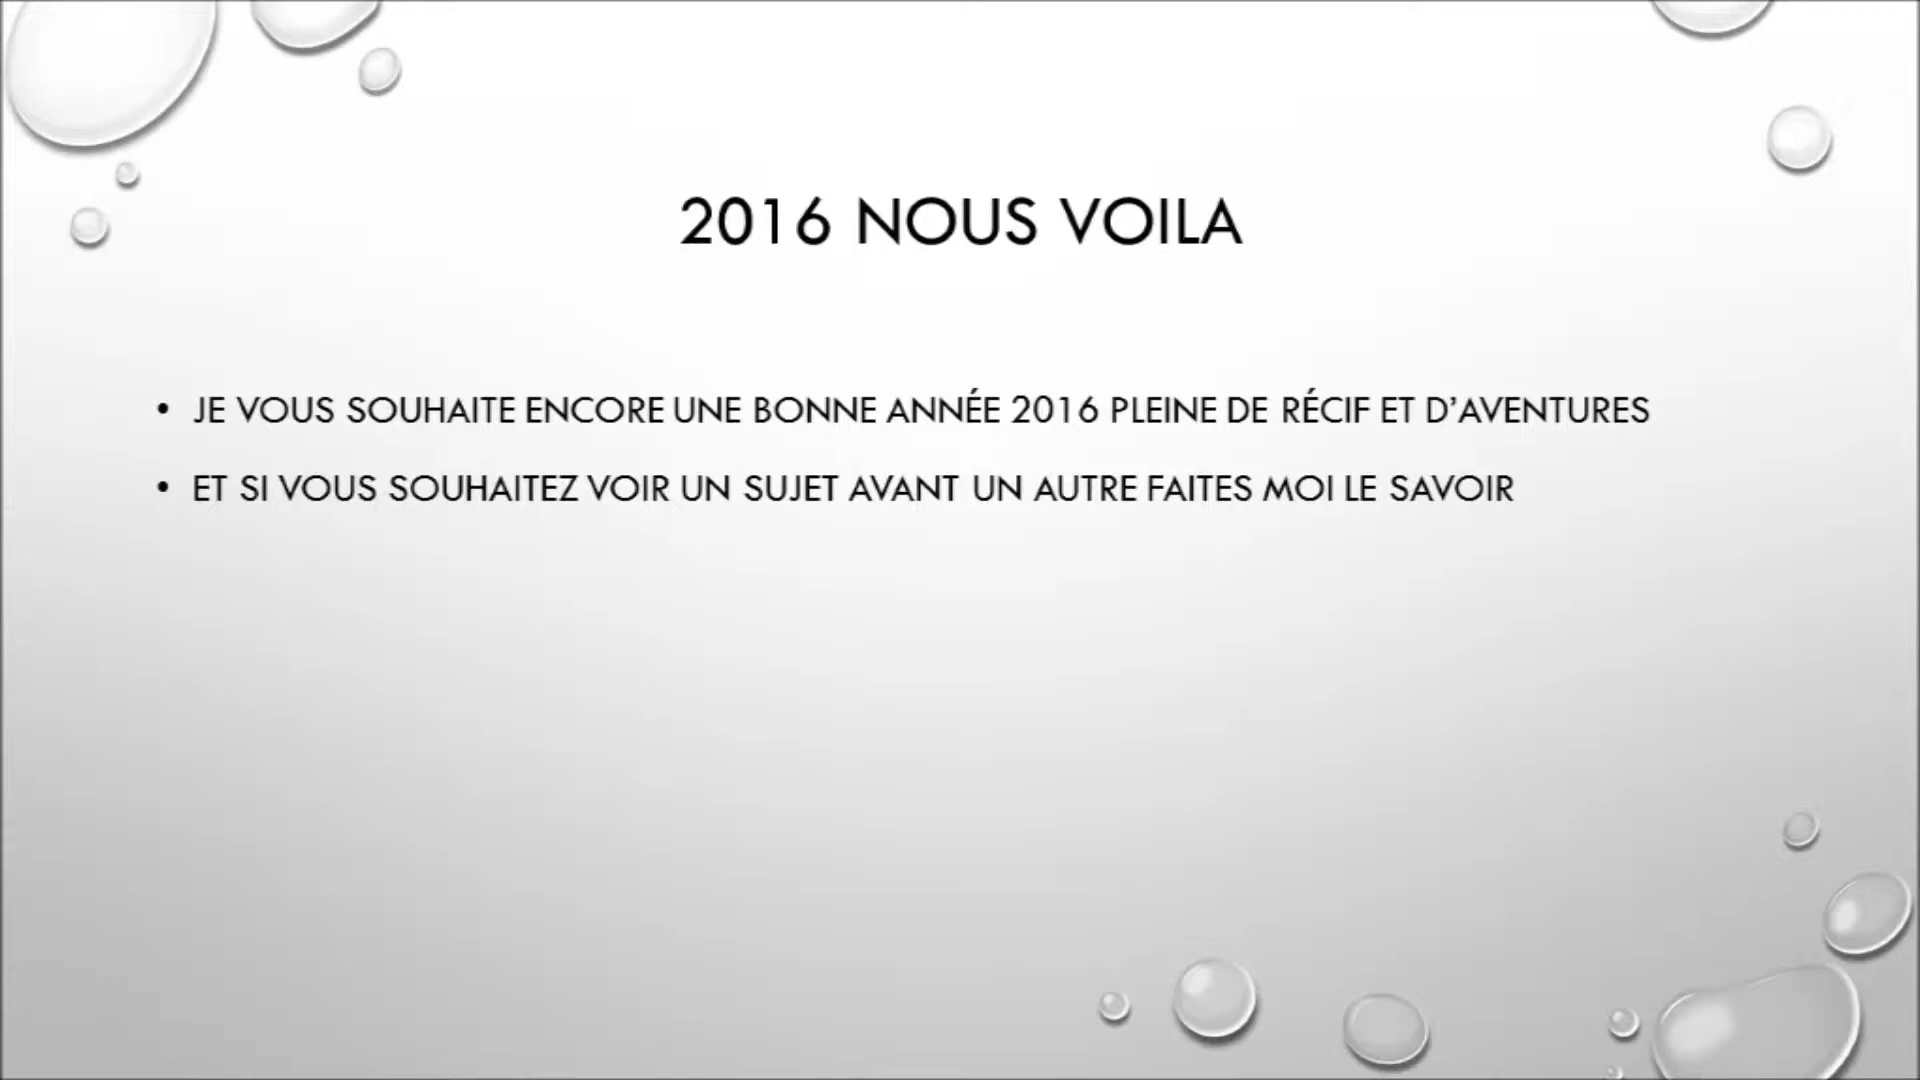 2016 NOUS VOILA
• JE VOUS SOUHAITE ENCORE UNE BONNE ANNÉE 2016 PLEINE DE RÉCIF ET D’AVENTURES
• ET SI VOUS SOUHAITEZ VOIR UN SUJET AVANT UN AUTRE FAITES MOI LE SAVOIR